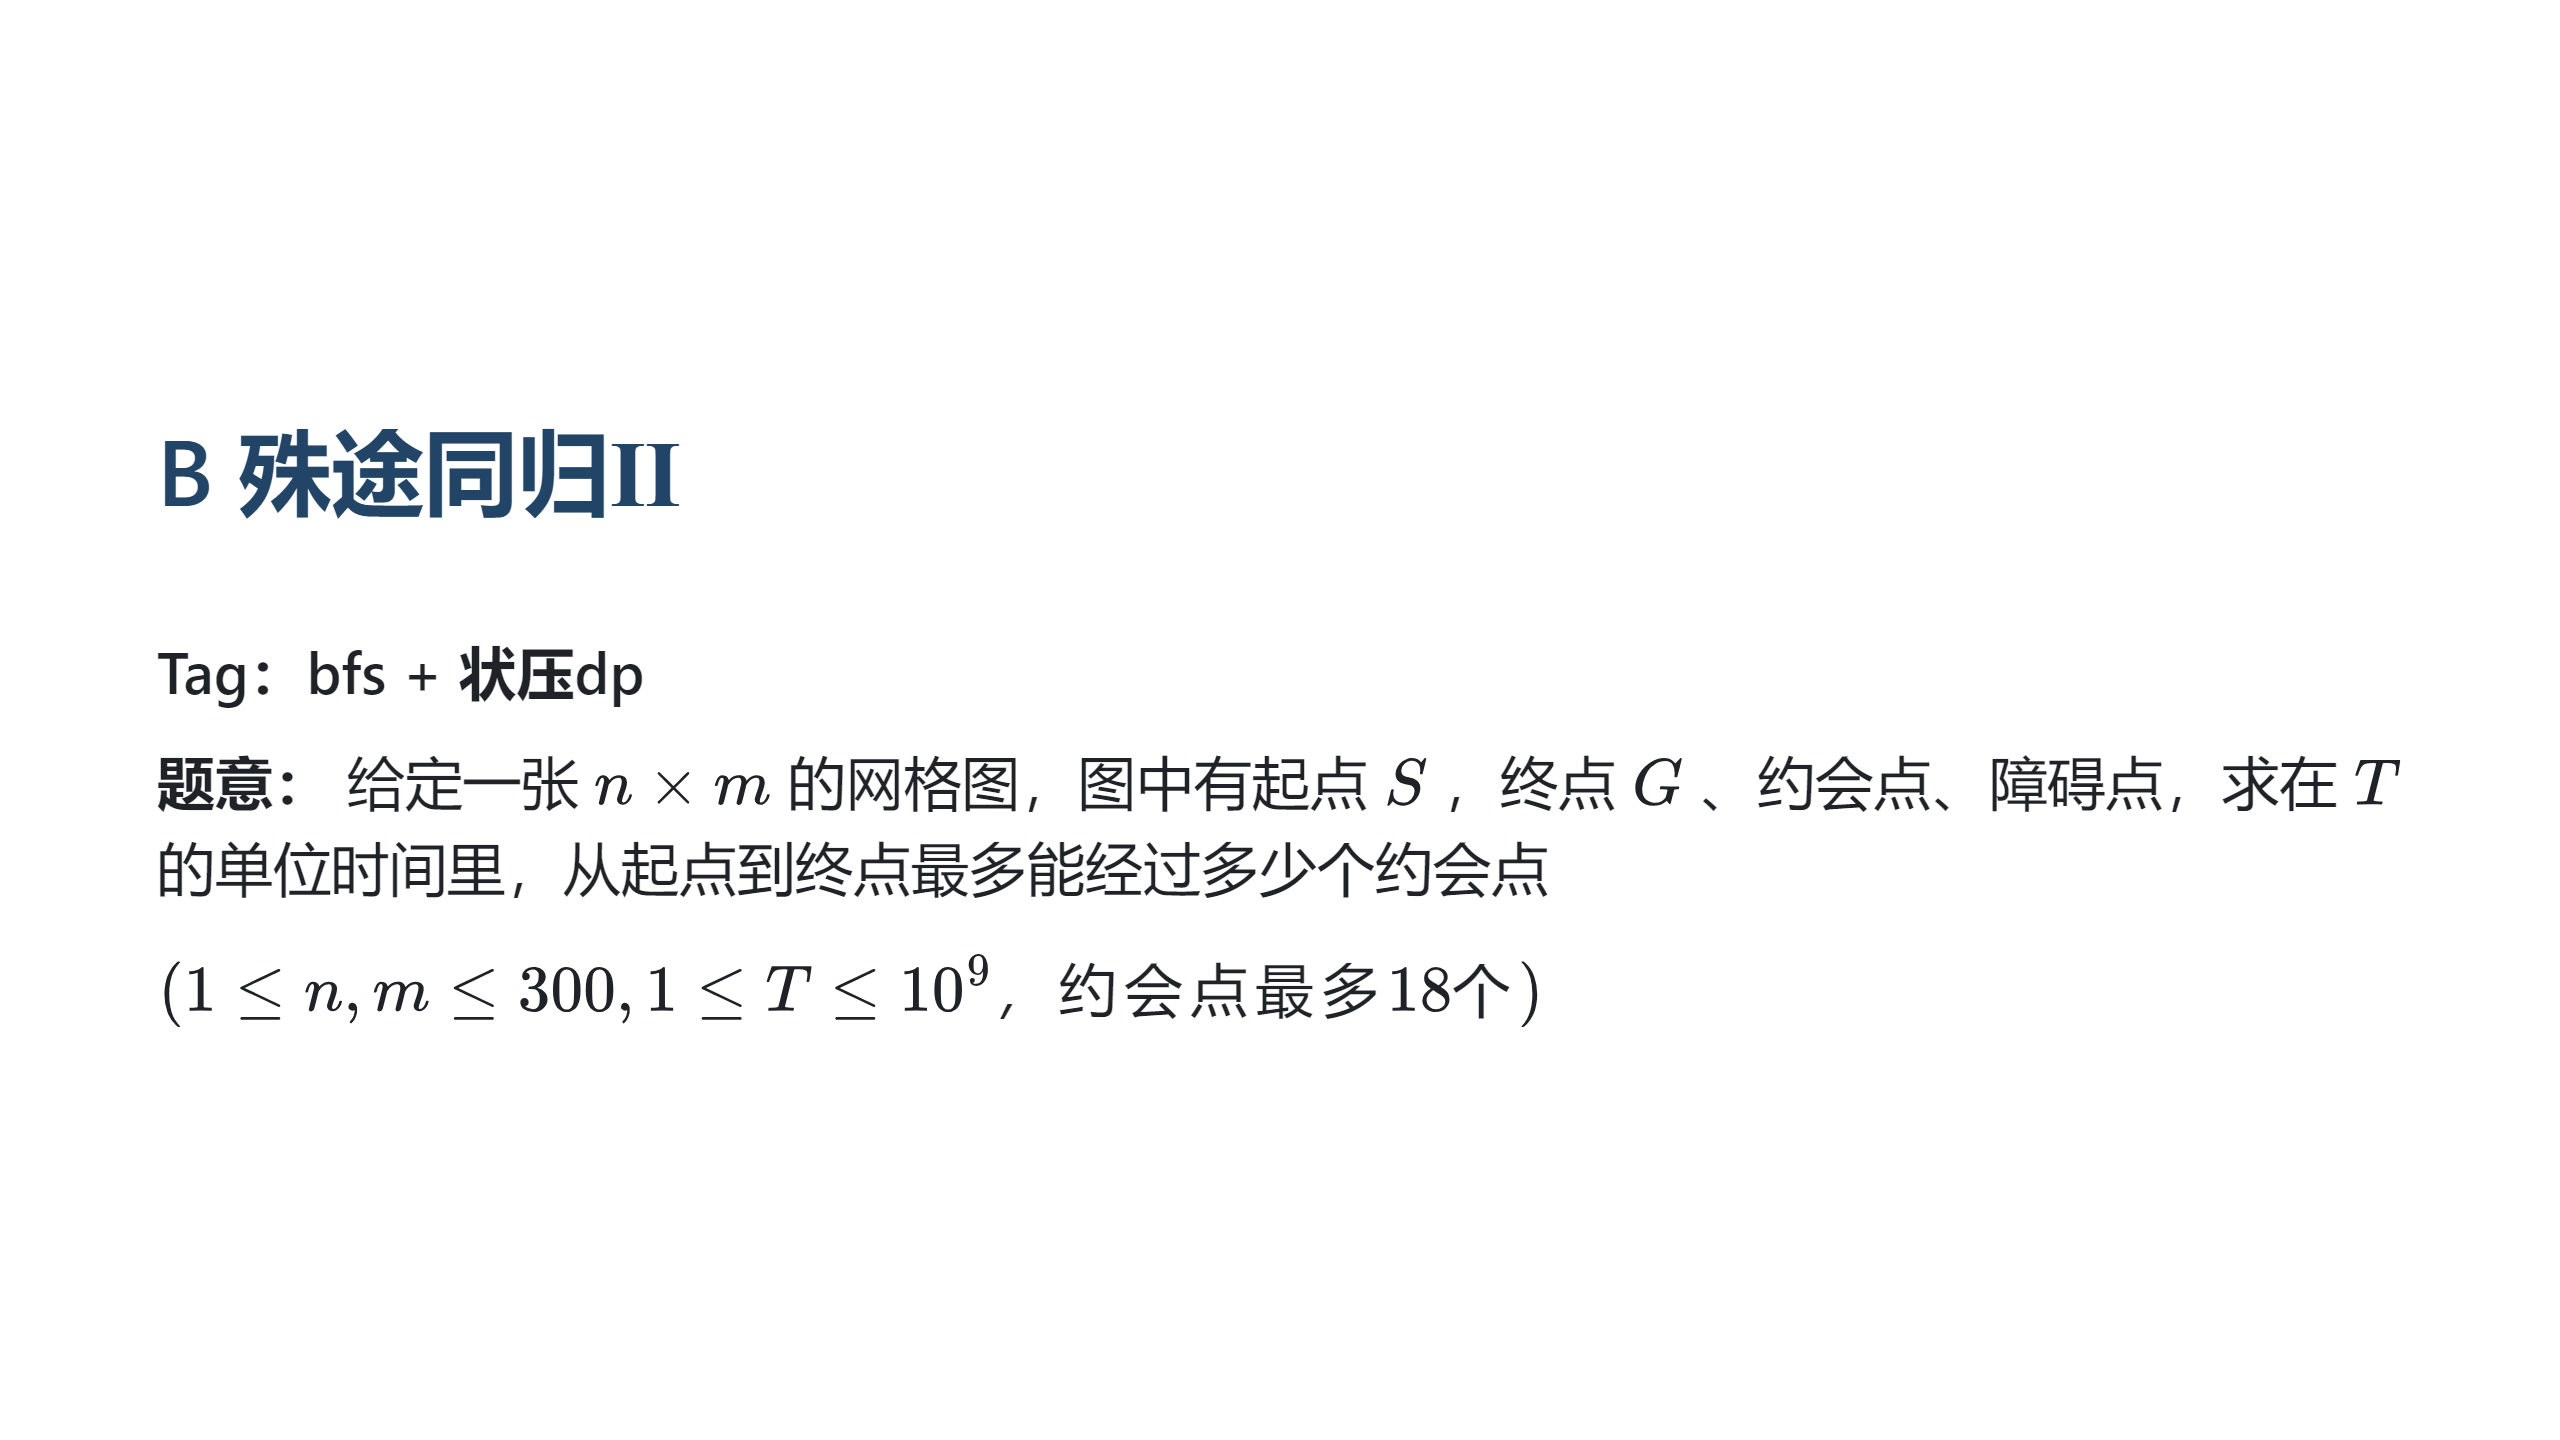 B 殊途同归II
Tag：bfs + 状压dp
题意： 给定一张 n × m 的网格图，图中有起点 S ，终点 G 、约会点、障碍点，求在 T
的单位时间里，从起点到终点最多能经过多少个约会点
(1 ≤ n, m ≤ 300, 1 ≤ T ≤ 10⁹，约会点最多18个)